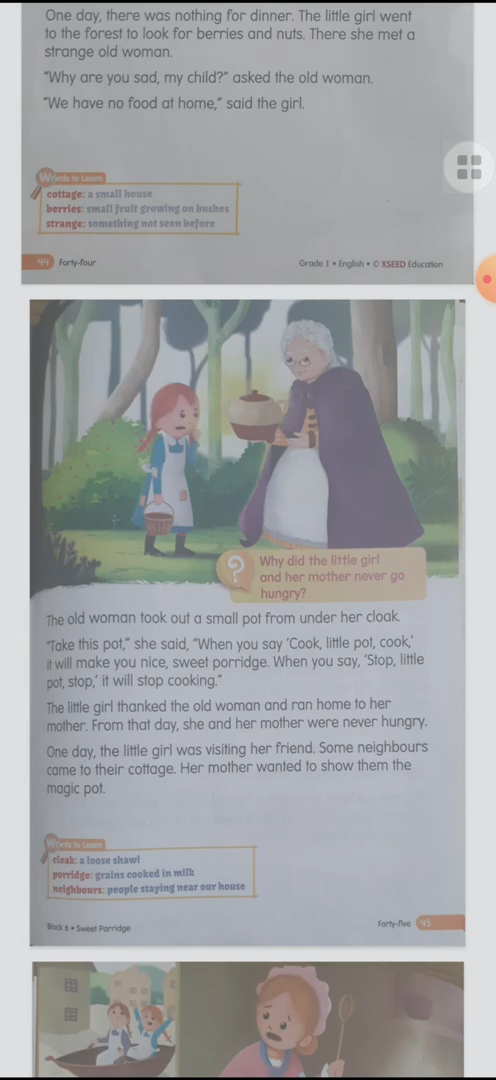 One day, there was nothing for dinner. The little girl went
to the forest to look for berries and nuts. There she met a
strange old woman.
"Why are you sad, my child?" asked the old woman.
"We have no food at home," said the girl.
Words to Learn
cottage: a small house
berries: small fruit growing on bushes
strange: something not seen before
44 Forty-four
Grade 1 • English • © XSEED Education
? Why did the little girl
and her mother never go
hungry?
The old woman took out a small pot from under her cloak.
"Take this pot," she said, "When you say 'Cook, little pot, cook,'
it will make you nice, sweet porridge. When you say, 'Stop, little
pot, stop,' it will stop cooking."
The little girl thanked the old woman and ran home to her
mother. From that day, she and her mother were never hungry.
One day, the little girl was visiting her friend. Some neighbours
came to their cottage. Her mother wanted to show them the
magic pot.
Words to Learn
cloak: a loose shawl
porridge: grains cooked in milk
neighbours: people staying near our house
Block 6 • Sweet Porridge
Forty-five 45